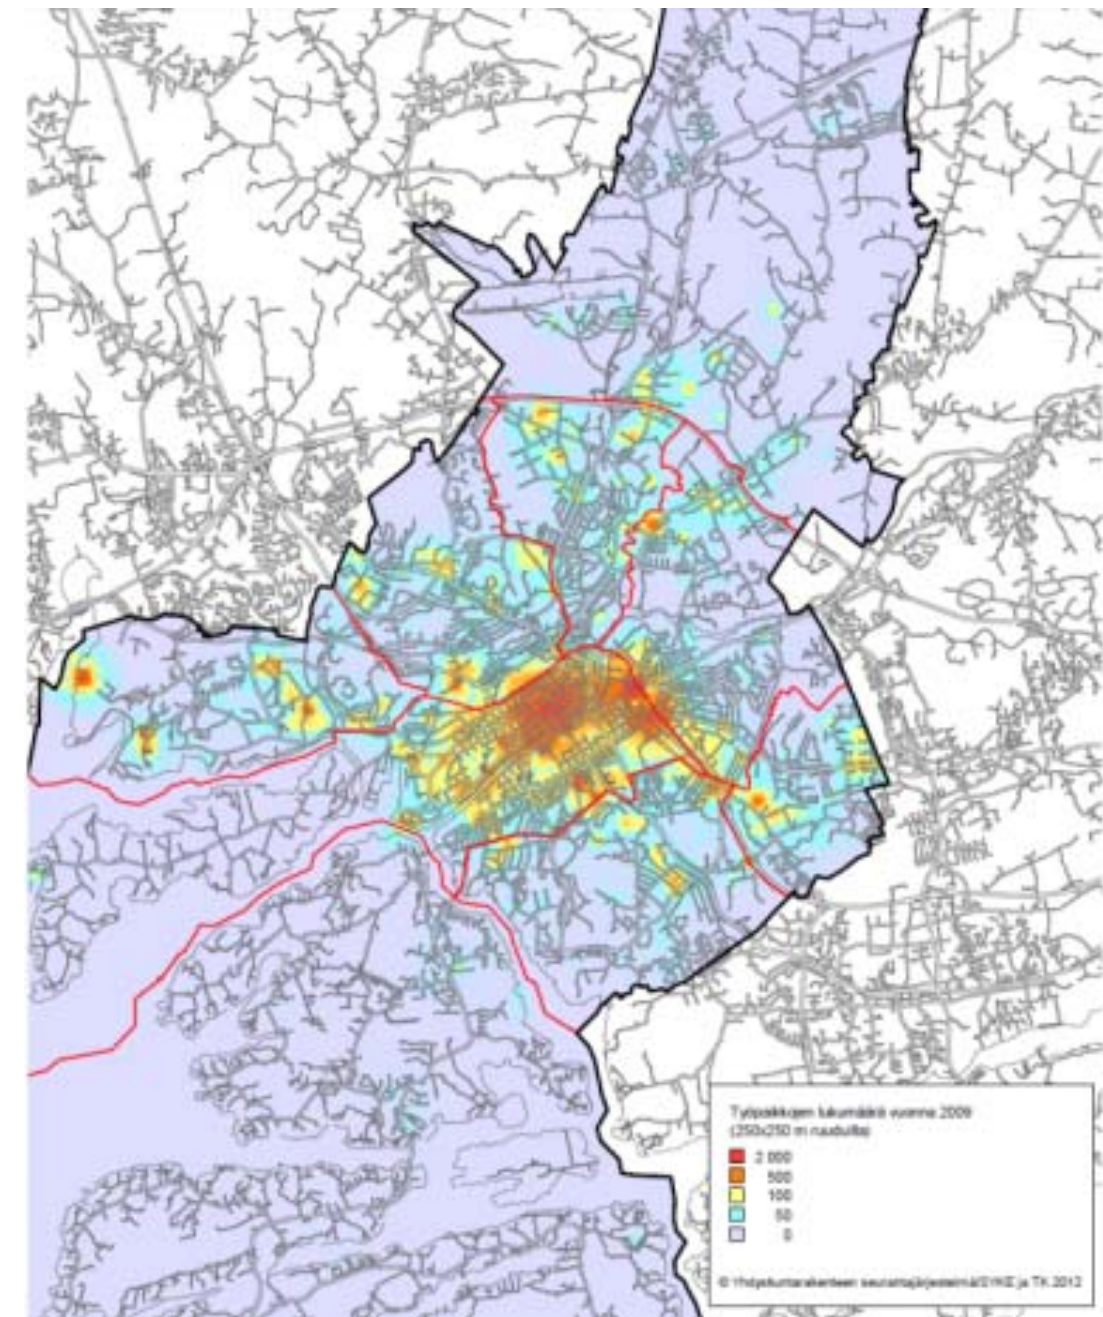 Työpaikkojen lukumäärä vuonna 2009
(250x250 m ruuduilla)
2 000
500
100
50
0
© Yhdyskuntarakenteen seurantajärjestelmä/SYKE ja TK 2012